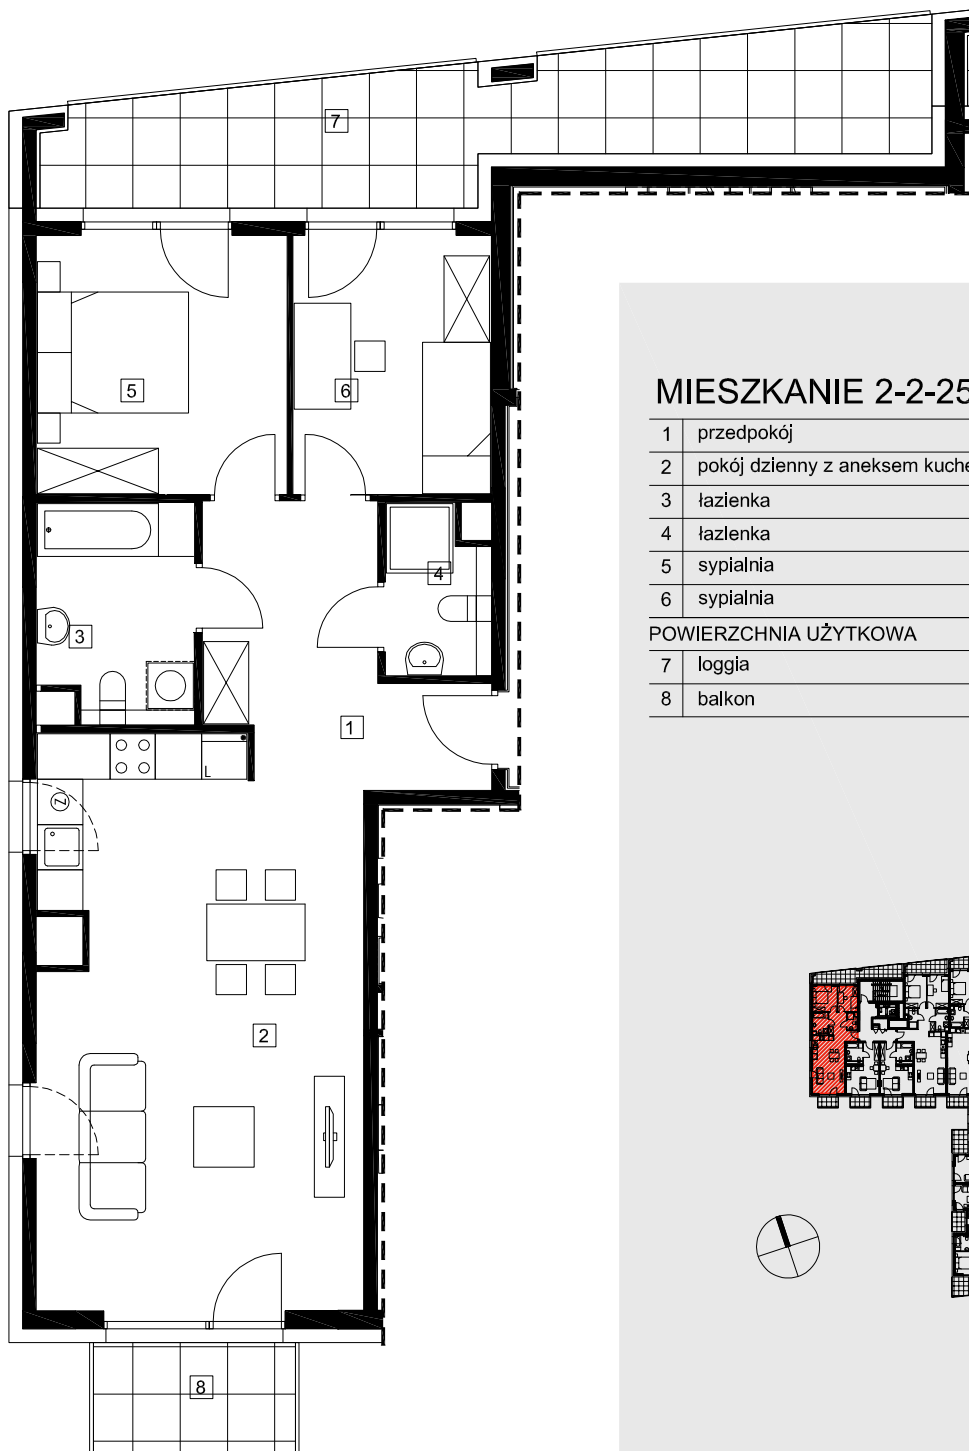 7
5
6
MIESZKANIE 2-2-25
1 przedpokój
2 pokój dzienny z aneksem kuche
3 łazienka
4 łazlenka
5 sypialnia
6 sypialnia
POWIERZCHNIA UŻYTKOWA
7 loggia
8 balkon
4
3
1
L
Z
2
8